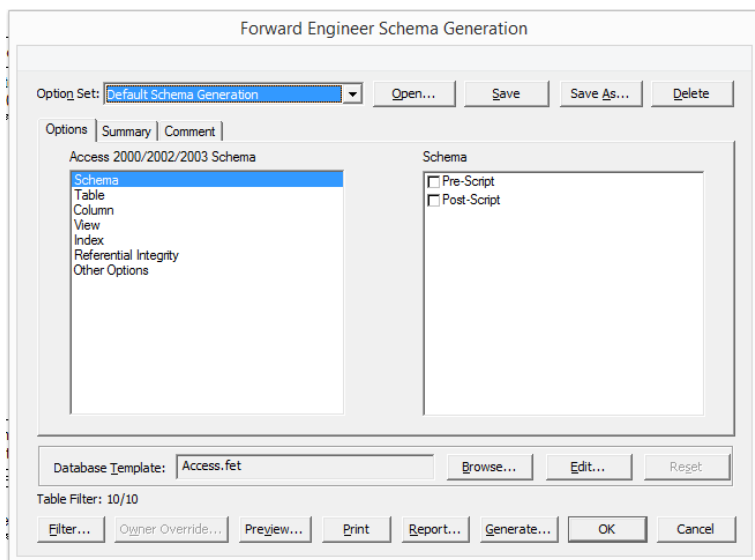 Forward Engineer Schema Generation
Option Set: Default Schema Generation Open... Save Save As... Delete
Options Summary Comment
Access 2000/2002/2003 Schema Schema
Schema Pre-Script
Table Post-Script
Column
View
Index
Referential Integrity
Other Options
Database Template: Access.fet Browse... Edit... Reset
Table Filter: 10/10
Filter... Owner Override... Preview... Print Report... Generate... OK Cancel